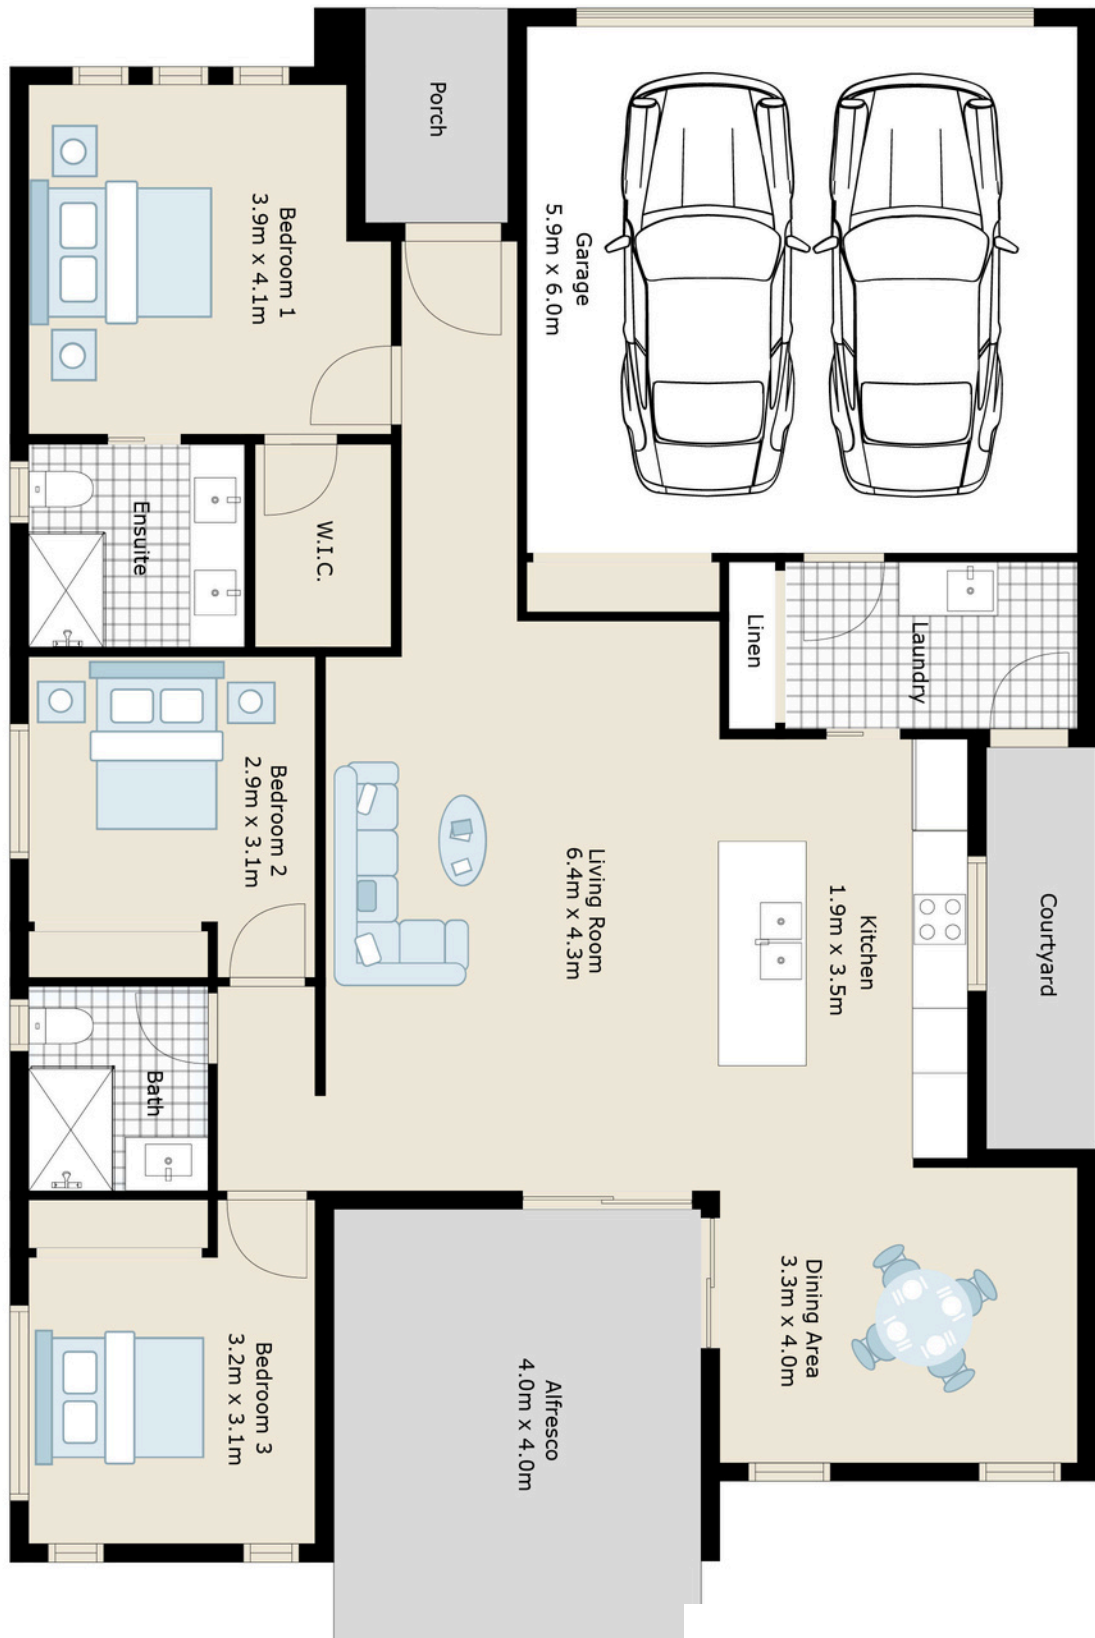 Porch
Bedroom 1
3.9m x 4.1m
Garage
5.9m x 6.0m
Ensuite
W.I.C.
Linen
Laundry
Bedroom 2
2.9m x 3.1m
Living Room
6.4m x 4.3m
Kitchen
1.9m x 3.5m
Courtyard
Bath
Dining Area
3.3m x 4.0m
Bedroom 3
3.2m x 3.1m
Alfresco
4.0m x 4.0m